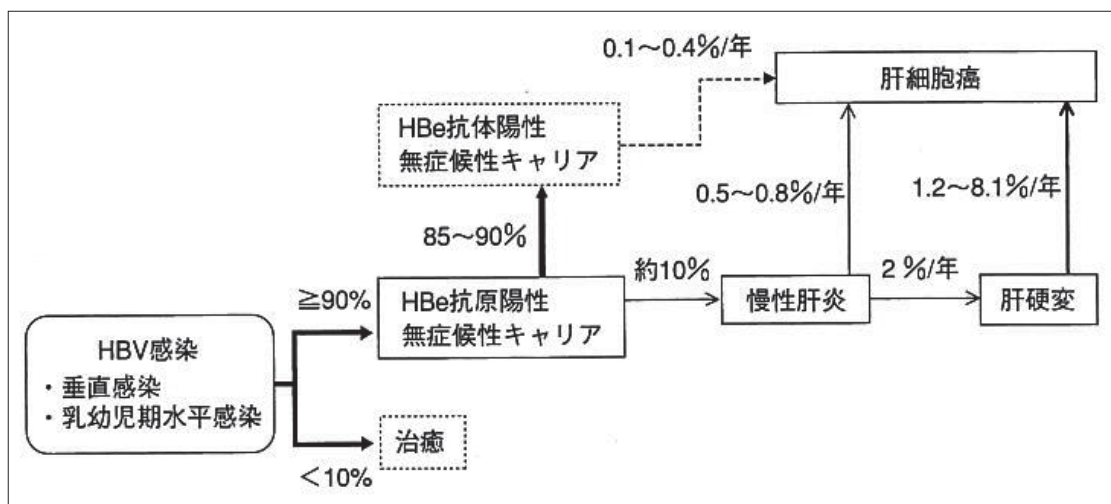 0.1〜0.4%/年
肝細胞癌
HBe抗体陽性
無症候性キャリア
0.5〜0.8%/年
1.2〜8.1%/年
85〜90%
約10%
2%/年
≧90%
HBe抗原陽性
無症候性キャリア
慢性肝炎
肝硬変
HBV感染
・垂直感染
・乳幼児期水平感染
治癒
<10%